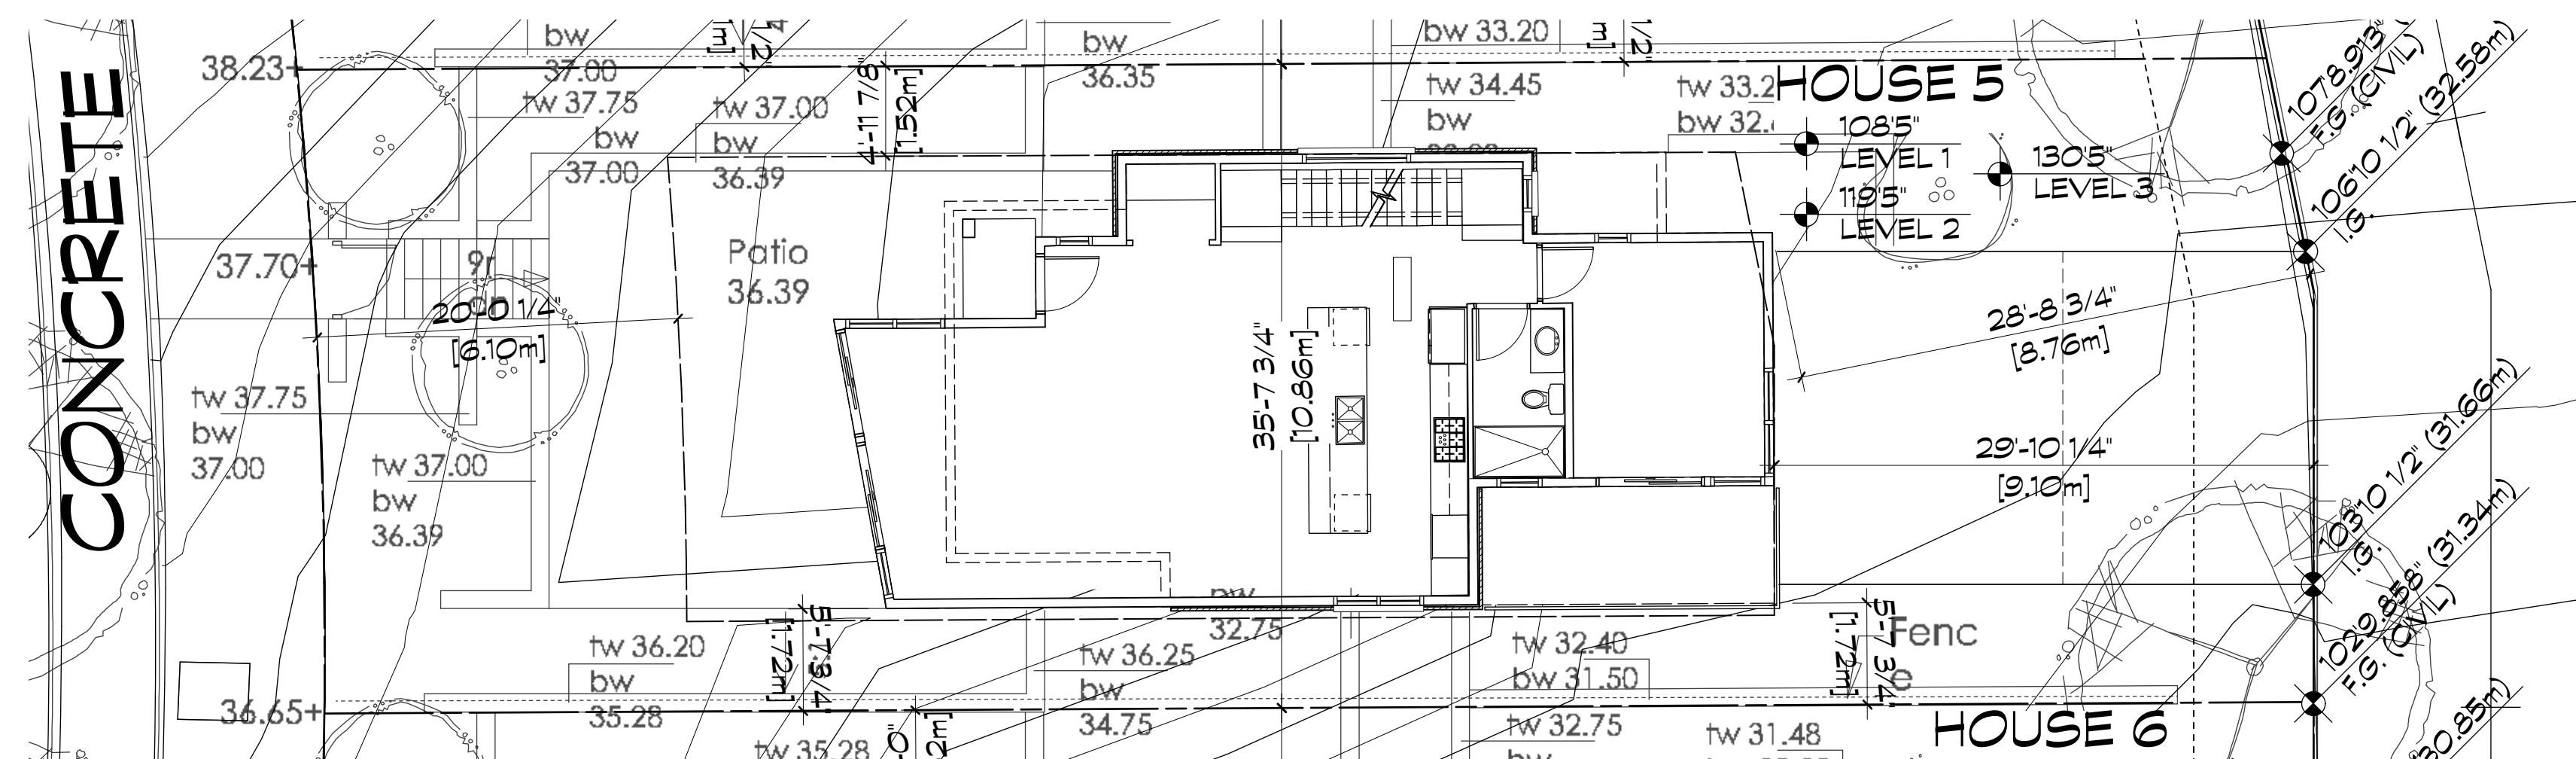 CONCRETE
38.23+
bw
37.00
tw 37.75
bw
37.00
tw 37.00
bw
36.39
4'-11 7/8"
[1.52m]
bw
36.35
bw 33.20
tw 34.45
bw
tw 33.2
bw 32.
HOUSE 5
108'5"
LEVEL 1
119'5"
LEVEL 2
130'5"
LEVEL 3
1078.913'
F.G. (CIVIL)
106'10 1/2" (32.58m)
I.G.
37.70+
9r
20'-0 1/4"
[6.10m]
Patio
36.39
35'-7 3/4"
[10.86m]
28'-8 3/4"
[8.76m]
29'-10 1/4"
[9.10m]
tw 37.75
bw
37.00
tw 37.00
bw
36.39
103'10 1/2" (31.66m)
I.G.
1029.858" (31.34m)
F.G. (CIVIL)
36.65+
tw 36.20
bw
35.28
5'-7 3/4"
[1.72m]
tw 36.25
bw
34.75
bw
32.75
tw 32.40
bw 31.50
[1.72m]
5'-7 3/4"
Fenc
e
HOUSE 6
tw 35.28
2m]
tw 32.75
bw
tw 31.48
30.85m)